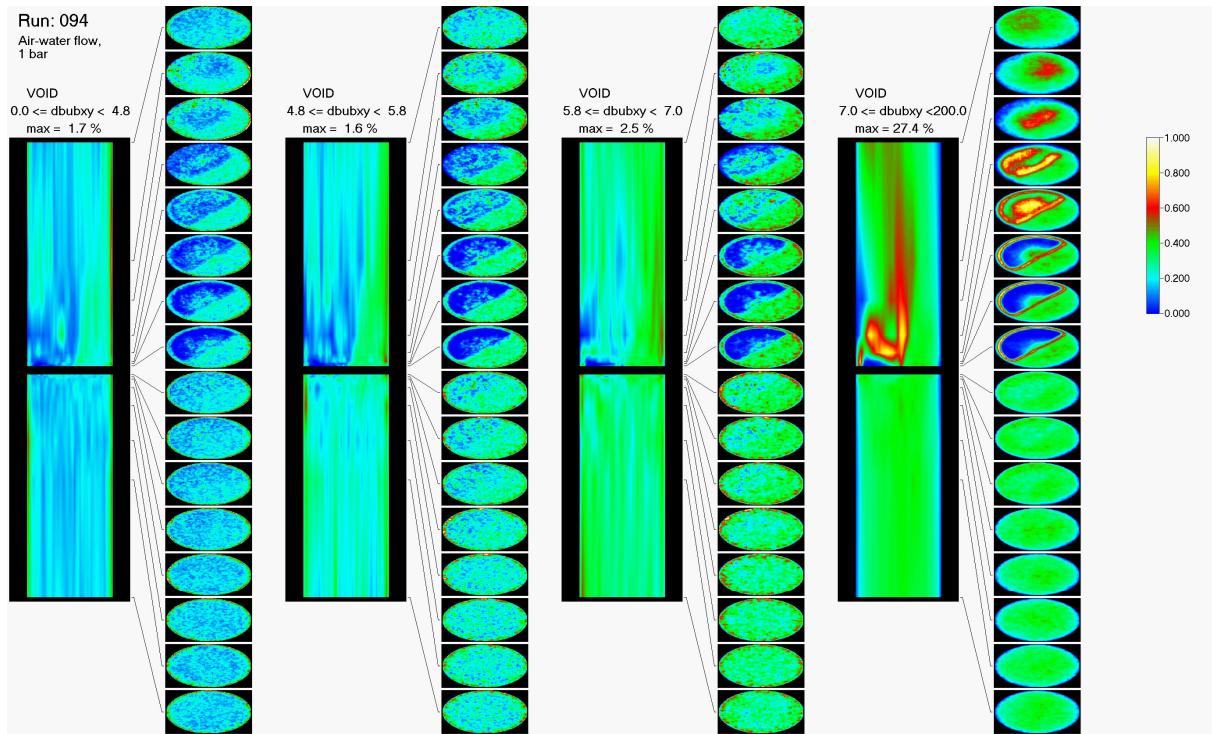 Run: 094
Air-water flow,
1 bar
VOID
0.0 <= dbubxy < 4.8
max = 1.7 %
VOID
4.8 <= dbubxy < 5.8
max = 1.6 %
VOID
5.8 <= dbubxy < 7.0
max = 2.5 %
VOID
7.0 <= dbubxy <200.0
max = 27.4 %
1.000
0.800
0.600
0.400
0.200
0.000